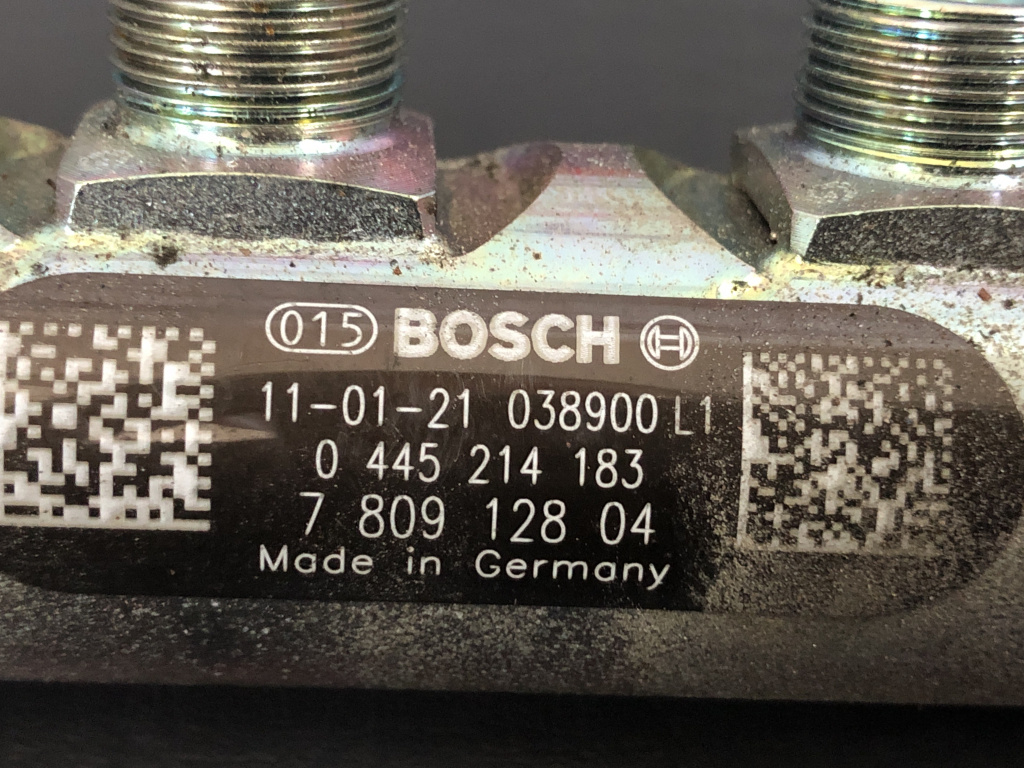 015 BOSCH
11-01-21 038900 L1
0 445 214 183
7 809 128 04
Made in Germany